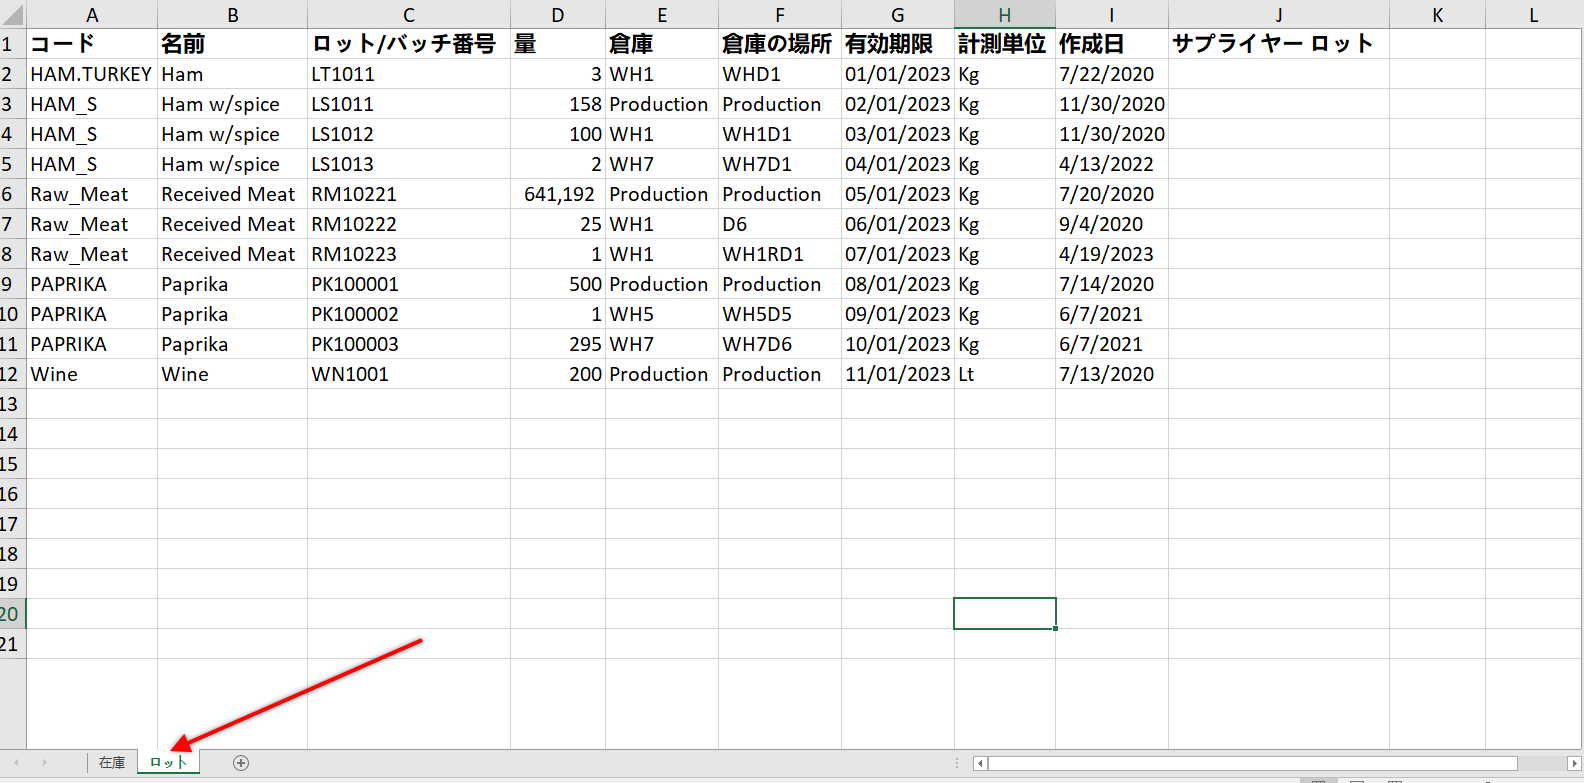 A B C D E F G H I J K L
1 コード 名前 ロット/バッチ番号 量 倉庫 倉庫の場所 有効期限 計測単位 作成日 サプライヤー ロット
2 HAM.TURKEY Ham LT1011 3 WH1 WHD1 01/01/2023 Kg 7/22/2020
3 HAM_S Ham w/spice LS1011 158 Production Production 02/01/2023 Kg 11/30/2020
4 HAM_S Ham w/spice LS1012 100 WH1 WH1D1 03/01/2023 Kg 11/30/2020
5 HAM_S Ham w/spice LS1013 2 WH7 WH7D1 04/01/2023 Kg 4/13/2022
6 Raw_Meat Received Meat RM10221 641,192 Production Production 05/01/2023 Kg 7/20/2020
7 Raw_Meat Received Meat RM10222 25 WH1 D6 06/01/2023 Kg 9/4/2020
8 Raw_Meat Received Meat RM10223 1 WH1 WH1RD1 07/01/2023 Kg 4/19/2023
9 PAPRIKA Paprika PK100001 500 Production Production 08/01/2023 Kg 7/14/2020
10 PAPRIKA Paprika PK100002 1 WH5 WH5D5 09/01/2023 Kg 6/7/2021
11 PAPRIKA Paprika PK100003 295 WH7 WH7D6 10/01/2023 Kg 6/7/2021
12 Wine Wine WN1001 200 Production Production 11/01/2023 Lt 7/13/2020
13
14
15
16
17
18
19
20
21
在庫 ロット